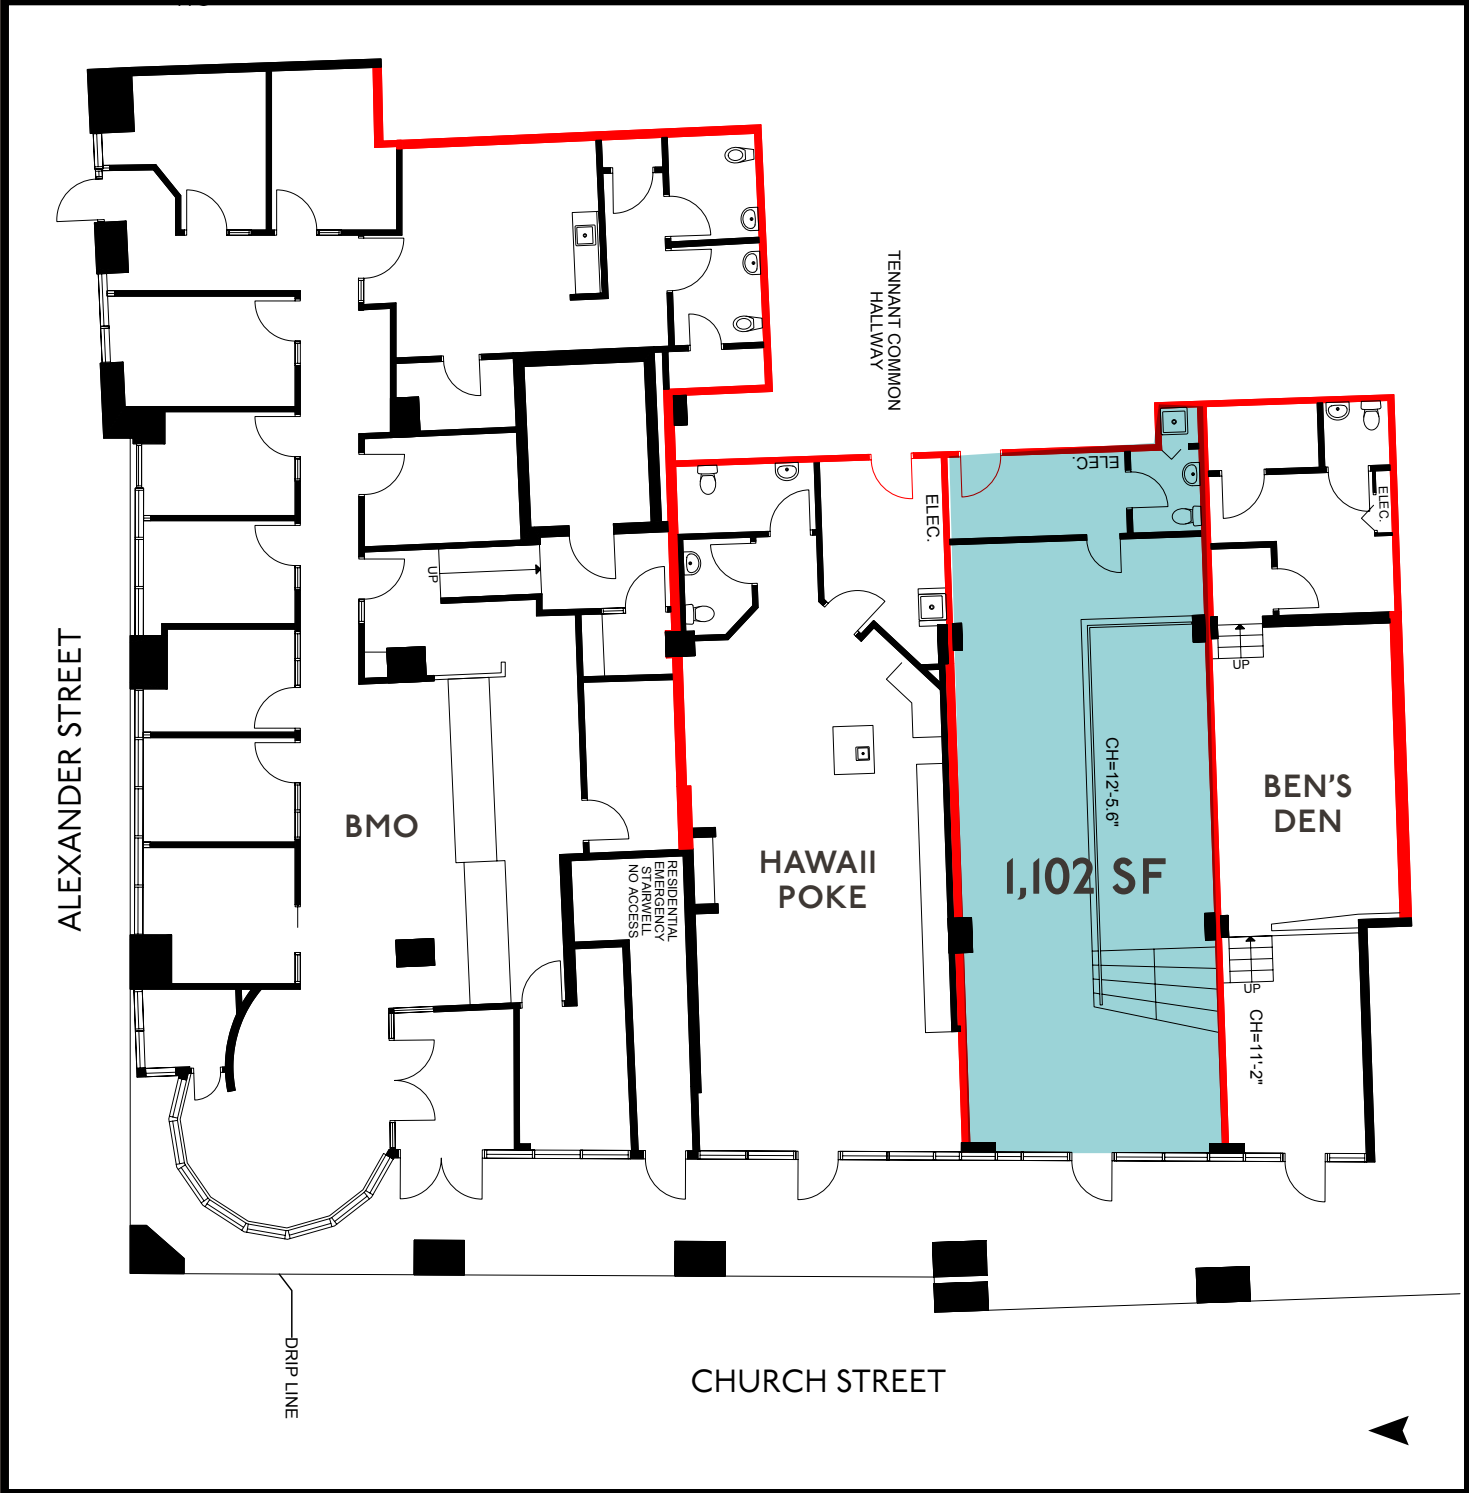 TENNANT COMMON
HALLWAY
ELEC.
ELEC.
ELEC.
UP
UP
ALEXANDER STREET
CH=12'-5.6"
BEN'S
DEN
BMO
HAWAII
POKE
1,102 SF
RESIDENTIAL
EMERGENCY
STAIRWELL
NO ACCESS
UP
CH=11'-2"
DRIP LINE
CHURCH STREET